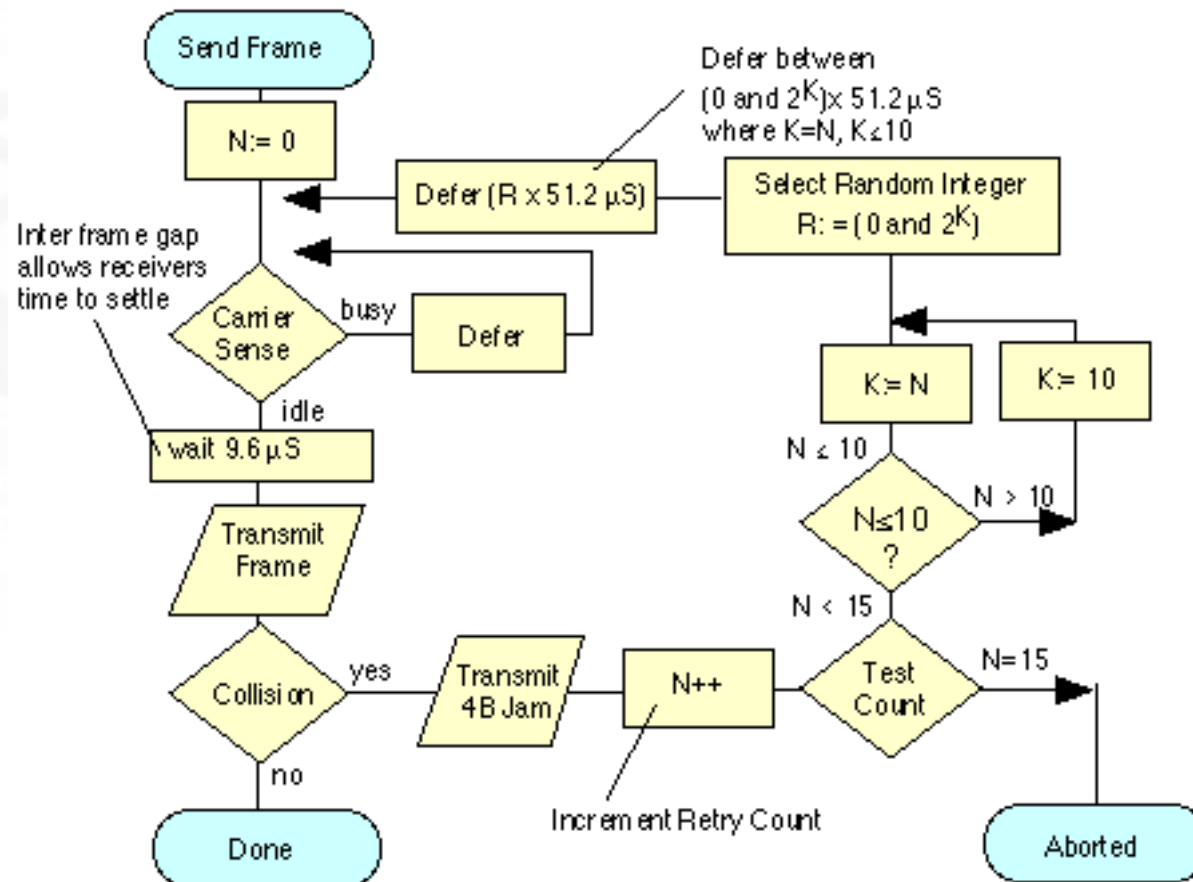 Send Frame
N:= 0
Defer between
(0 and 2^K)x 51.2 µS
where K=N, K≤10
Defer (R x 51.2 µS)
Select Random Integer
R: = (0 and 2^K)
Inter frame gap
allows receivers
time to settle
Carrier
Sense
busy
Defer
idle
wait 9.6 µS
K:= N
K:= 10
N ≤ 10
N > 10
N≤10
?
Transmit
Frame
N < 15
Collision
yes
Transmit
4B Jam
N++
Test
Count
N=15
no
Increment Retry Count
Done
Aborted